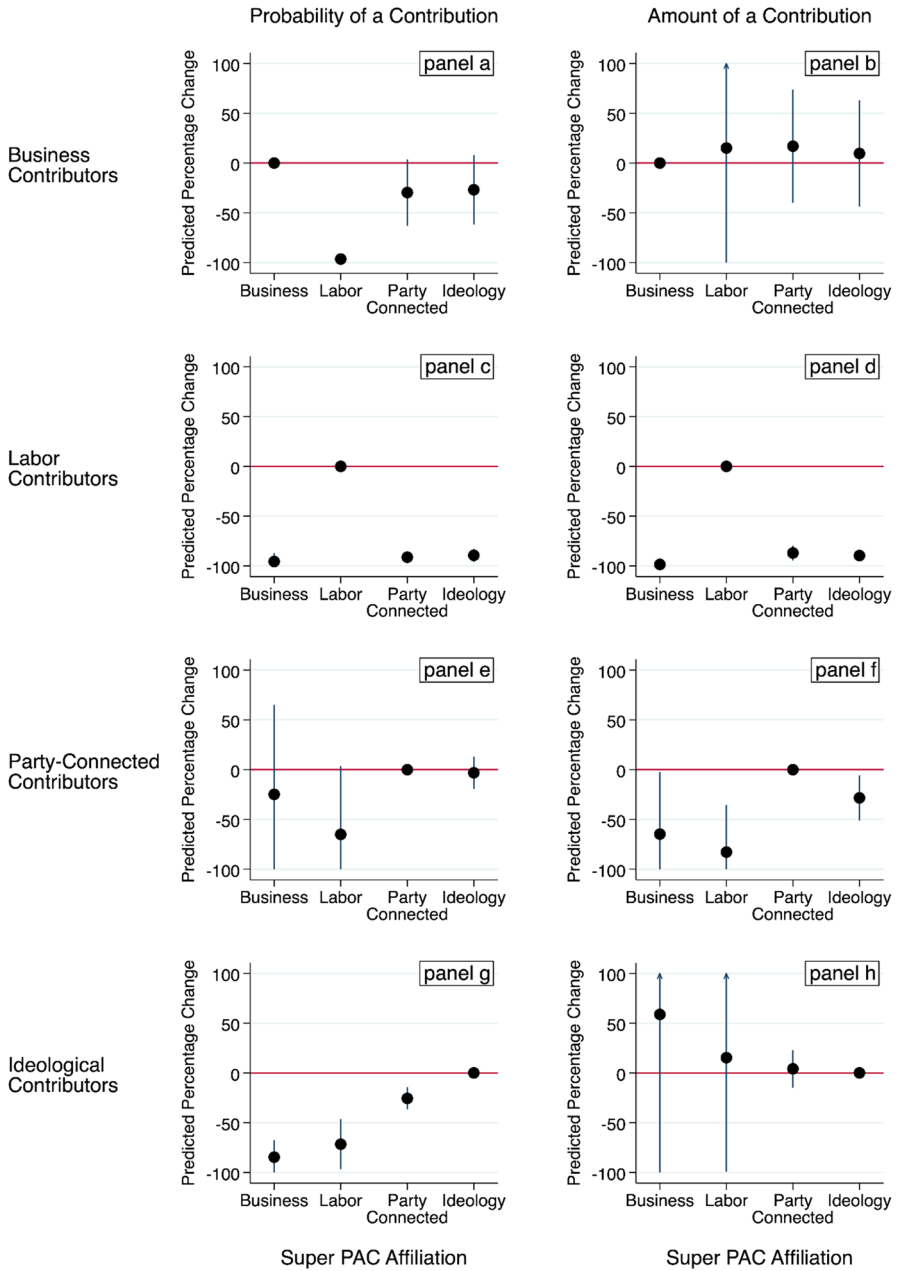 Probability of a Contribution
Amount of a Contribution
Business
Contributors
Predicted Percentage Change
100
50
0
-50
-100
panel a
Business Labor Party Ideology
Connected
Predicted Percentage Change
100
50
0
-50
-100
panel b
Business Labor Party Ideology
Connected
Labor
Contributors
Predicted Percentage Change
100
50
0
-50
-100
panel c
Business Labor Party Ideology
Connected
Predicted Percentage Change
100
50
0
-50
-100
panel d
Business Labor Party Ideology
Connected
Party-Connected
Contributors
Predicted Percentage Change
100
50
0
-50
-100
panel e
Business Labor Party Ideology
Connected
Predicted Percentage Change
100
50
0
-50
-100
panel f
Business Labor Party Ideology
Connected
Ideological
Contributors
Predicted Percentage Change
100
50
0
-50
-100
panel g
Business Labor Party Ideology
Connected
Predicted Percentage Change
100
50
0
-50
-100
panel h
Business Labor Party Ideology
Connected
Super PAC Affiliation
Super PAC Affiliation